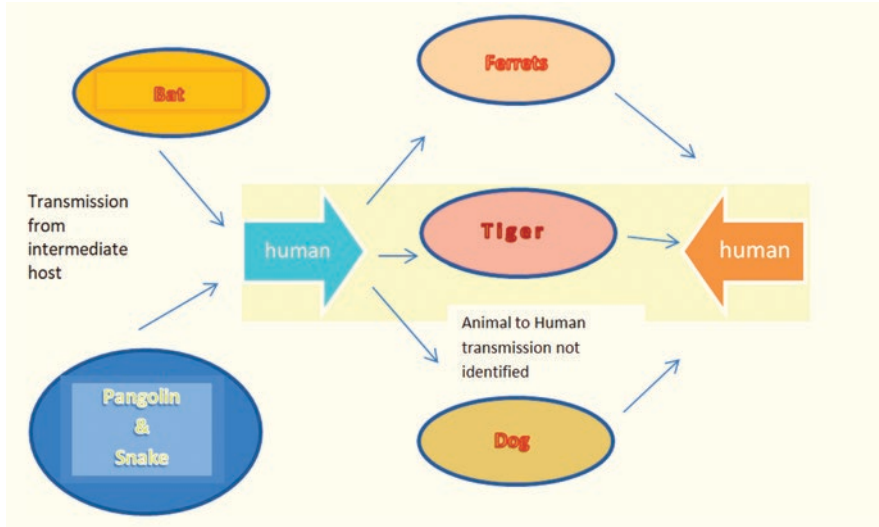 Bat
Ferrets
Transmission
from
intermediate
host
human
Tiger
human
Animal to Human
transmission not
identified
Pangolin
&
Snake
Dog